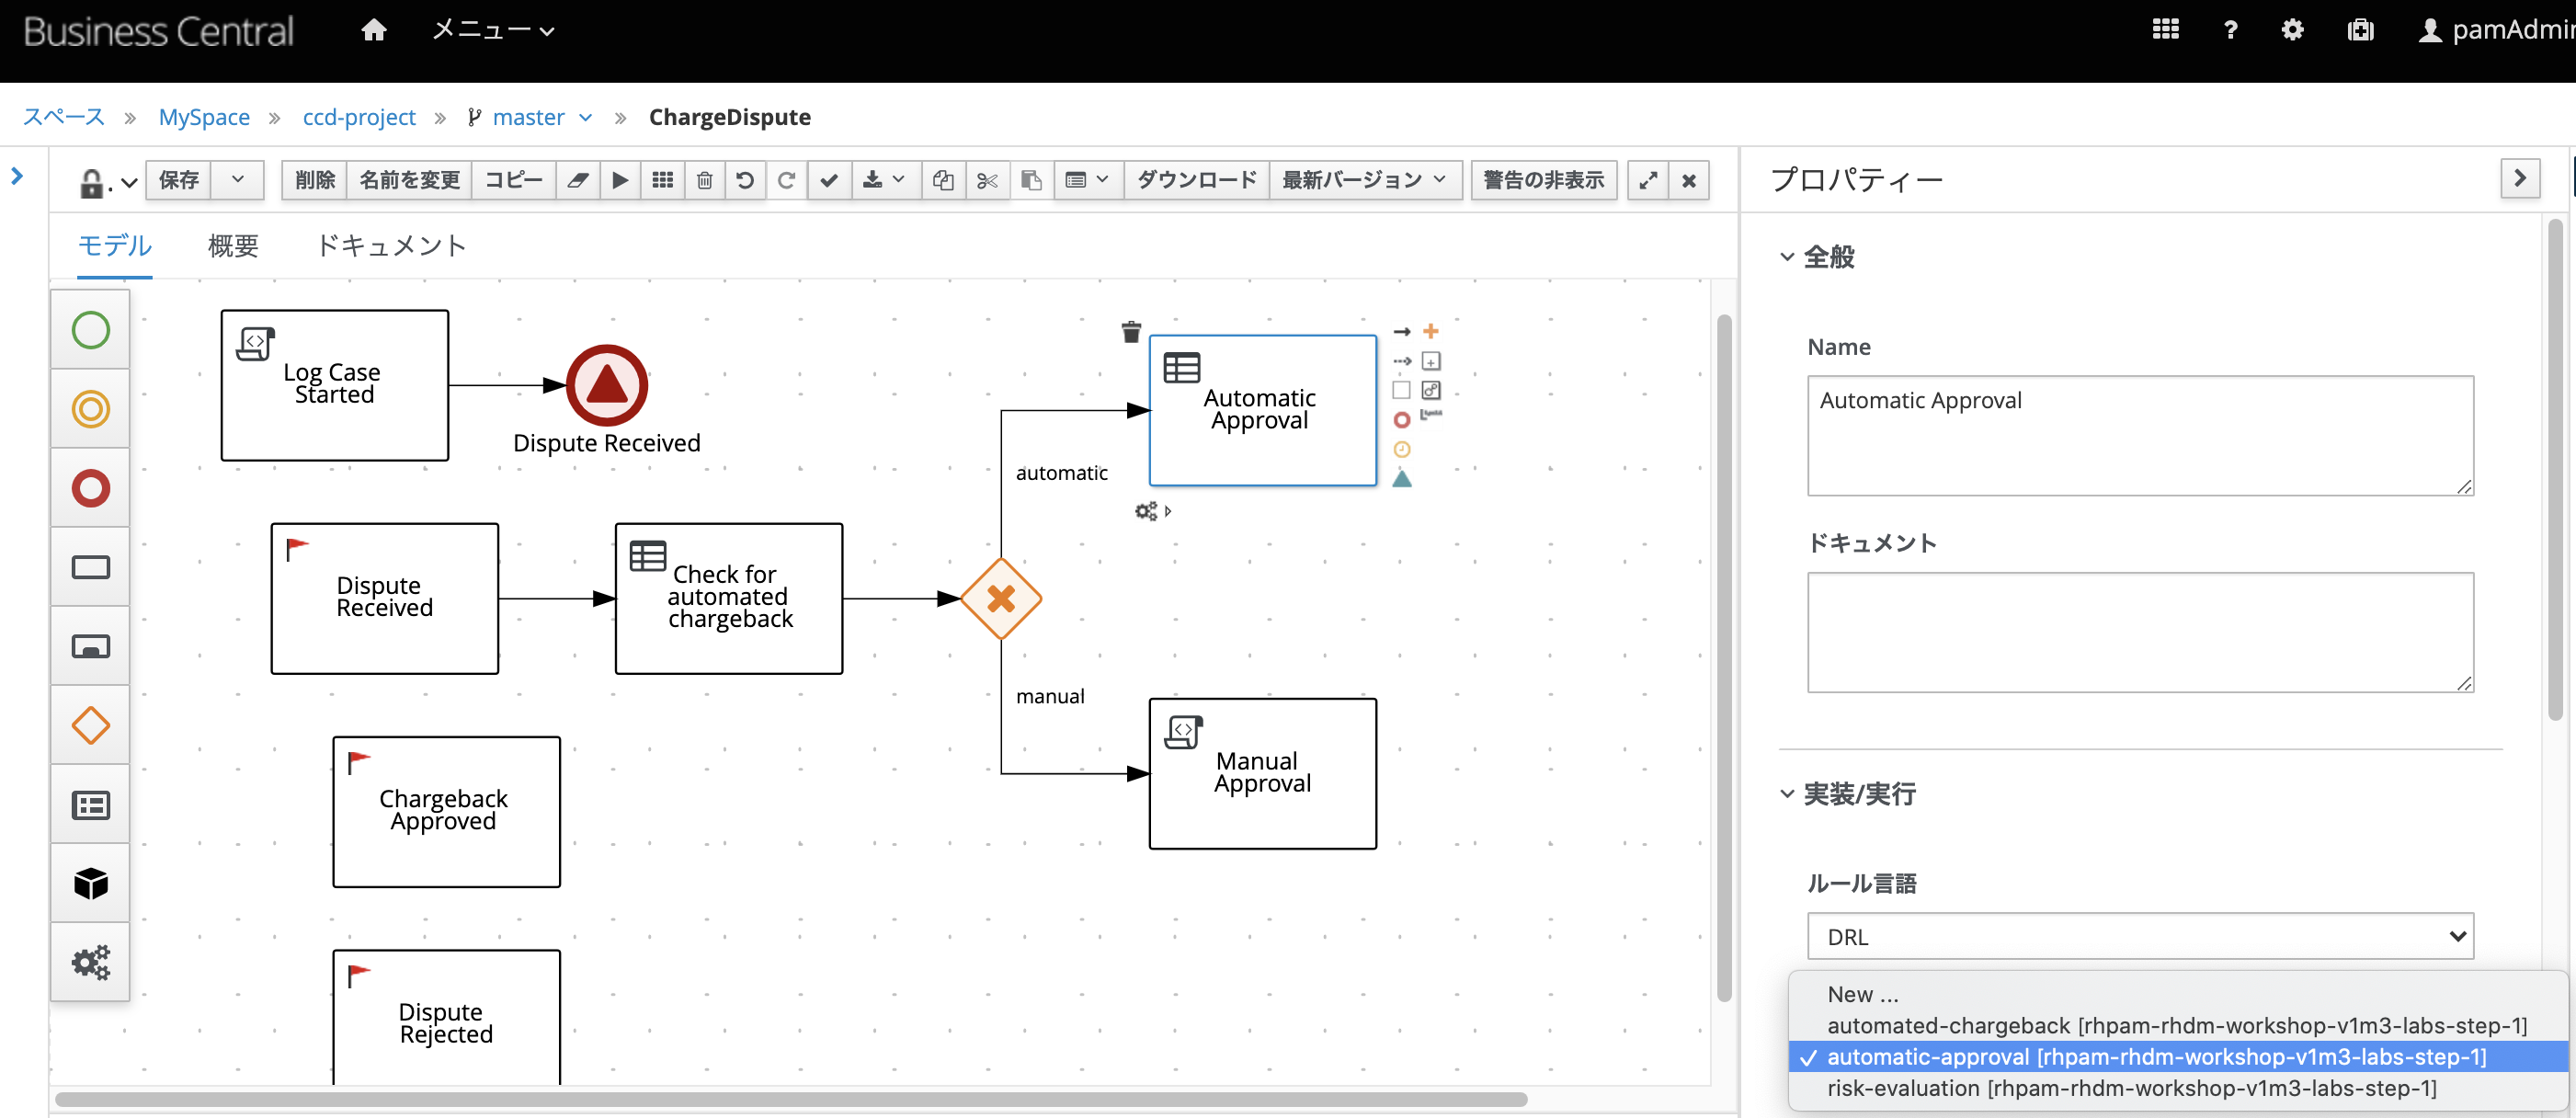 Business Central
メニュー
pamAdmin
スペース » MySpace » ccd-project » master » ChargeDispute
保存
削除
名前を変更
コピー
ダウンロード
最新バージョン
警告の非表示
プロパティー
モデル
概要
ドキュメント
Log Case
Started
Dispute Received
Automatic
Approval
automatic
Dispute
Received
Check for
automated
chargeback
manual
Manual
Approval
Chargeback
Approved
Dispute
Rejected
全般
Name
Automatic Approval
ドキュメント
実装/実行
ルール言語
DRL
New ...
automated-chargeback [rhpam-rhdm-workshop-v1m3-labs-step-1]
automatic-approval [rhpam-rhdm-workshop-v1m3-labs-step-1]
risk-evaluation [rhpam-rhdm-workshop-v1m3-labs-step-1]